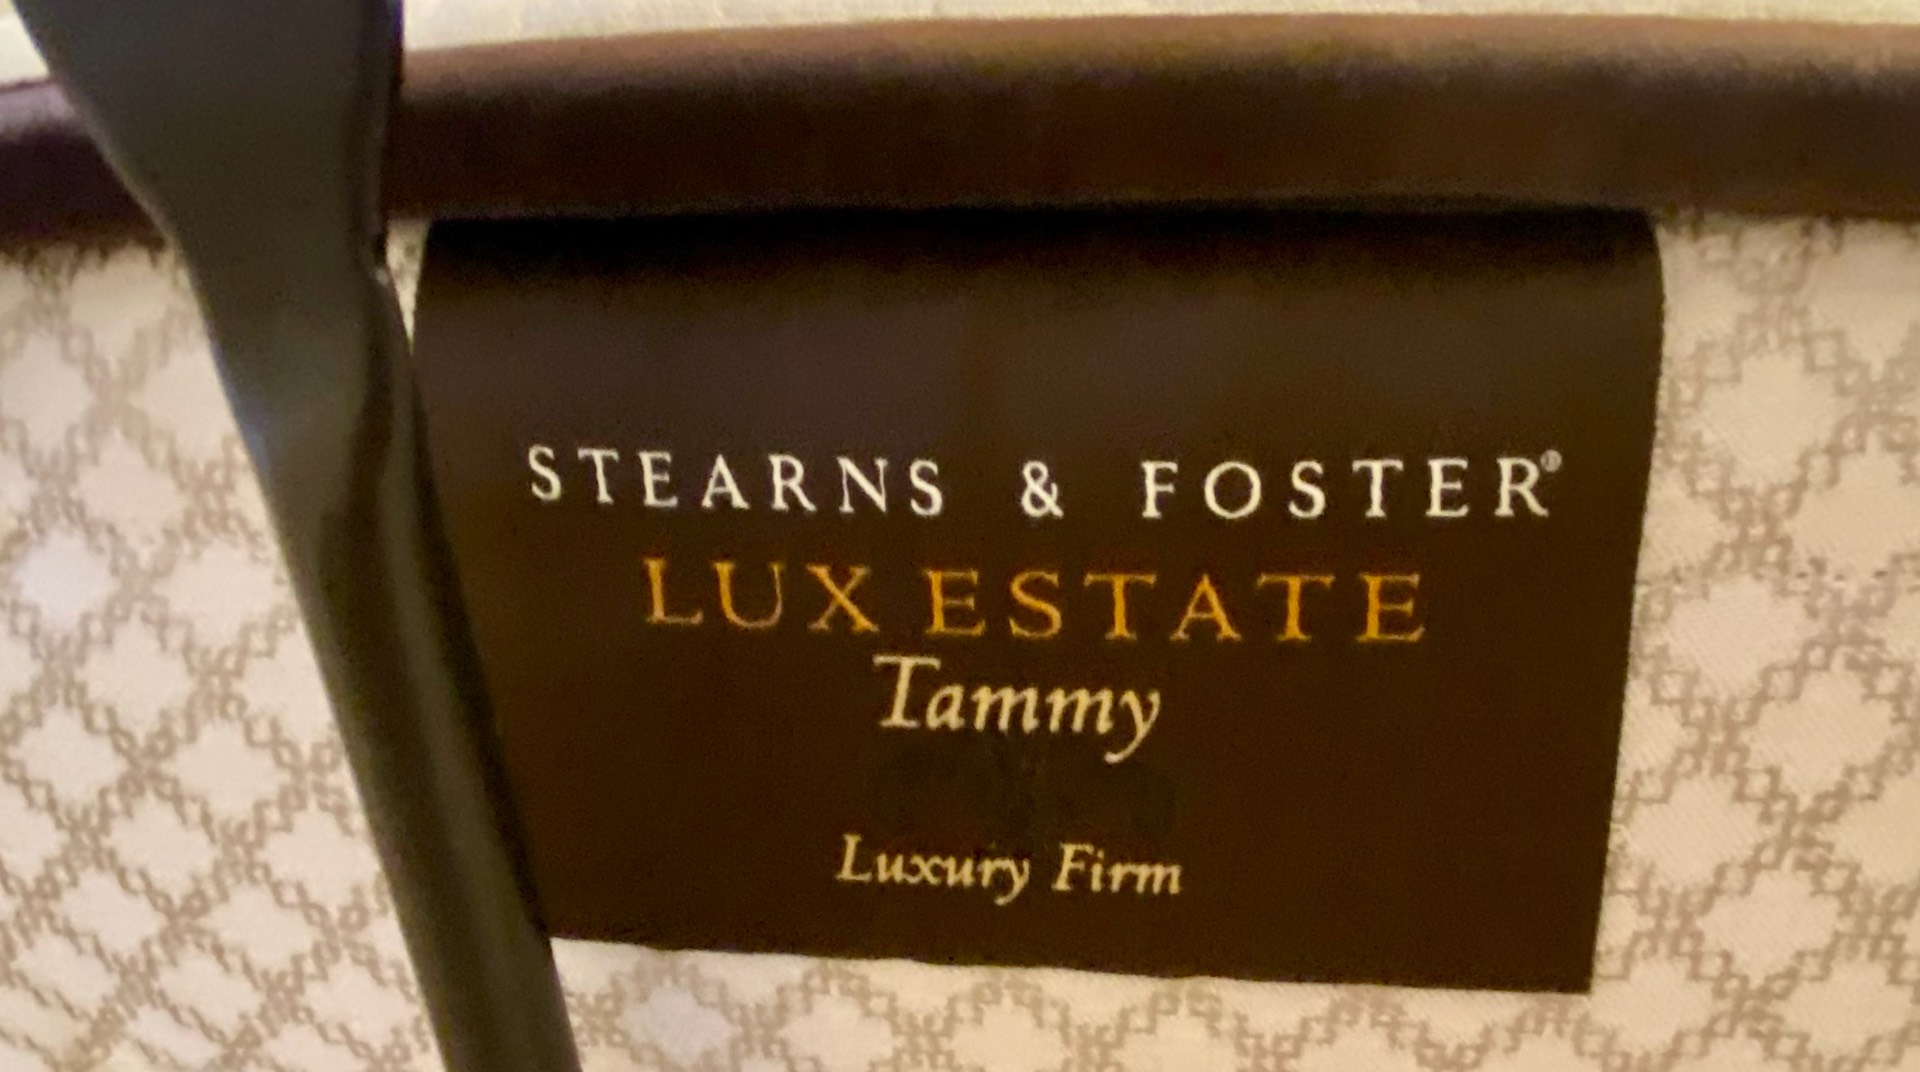 STEARNS & FOSTER®
LUX ESTATE
Tammy
Luxury Firm